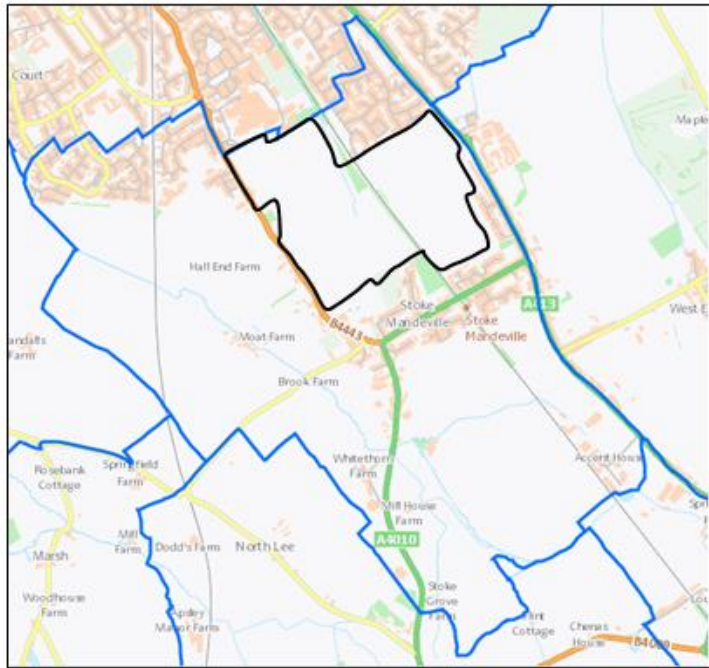 Court
Maple
Hall End Farm
Stoke
Mandeville
A413
Stoke
Mandeville
West E
B4443
Farm
Moat Farm
Brook Farm
Whitethorn
Farm
Accent House
Rosebank
Cottage
Springfield
Farm
Mill House
Farm
Mill
Farm
Dodd's Farm
North Lee
A4010
Marsh
Woodhouse
Farm
Apsley
Manor Farm
Stoke
Grove
Farm
Cottage
Chenas
House